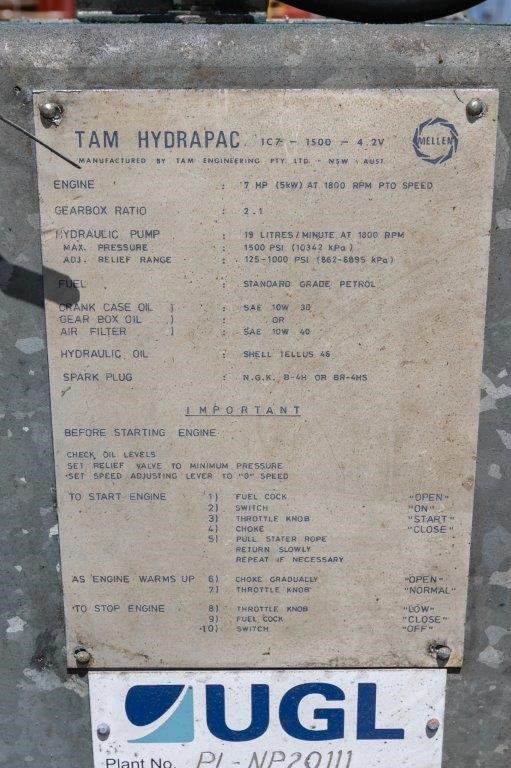 TAM HYDRAPAC 1C7 - 1500 - 4.2V
MELLEN
MANUFACTURED BY TAM ENGINEERING PTY. LTD. - NSW. AUST.
ENGINE : 7 HP (5kW) AT 1800 RPM PTO SPEED
GEARBOX RATIO : 2.1
HYDRAULIC PUMP : 19 LITRES/MINUTE AT 1800 RPM
MAX. PRESSURE : 1500 PSI (10342 kPa)
ADJ. RELIEF RANGE : 125-1000 PSI (862-6895 kPa)
FUEL : STANDARD GRADE PETROL
CRANK CASE OIL ) : SAE 10W 30
GEAR BOX OIL ) : OR
AIR FILTER ) : SAE 10W 40
HYDRAULIC OIL : SHELL TELLUS 46
SPARK PLUG : N.G.K. B-4H OR BR-4HS
IMPORTANT
BEFORE STARTING ENGINE
CHECK OIL LEVELS
SET RELIEF VALVE TO MINIMUM PRESSURE
SET SPEED ADJUSTING LEVER TO "0" SPEED
TO START ENGINE 1) FUEL COCK "OPEN"
2) SWITCH "ON"
3) THROTTLE KNOB "START"
4) CHOKE "CLOSE"
5) PULL STATER ROPE
RETURN SLOWLY
REPEAT IF NECESSARY
AS ENGINE WARMS UP 6) CHOKE GRADUALLY "OPEN"
7) THROTTLE KNOB "NORMAL"
TO STOP ENGINE 8) THROTTLE KNOB "LOW"
9) FUEL COCK "CLOSE"
10) SWITCH "OFF"
UGL
Plant No. PL-NP20111